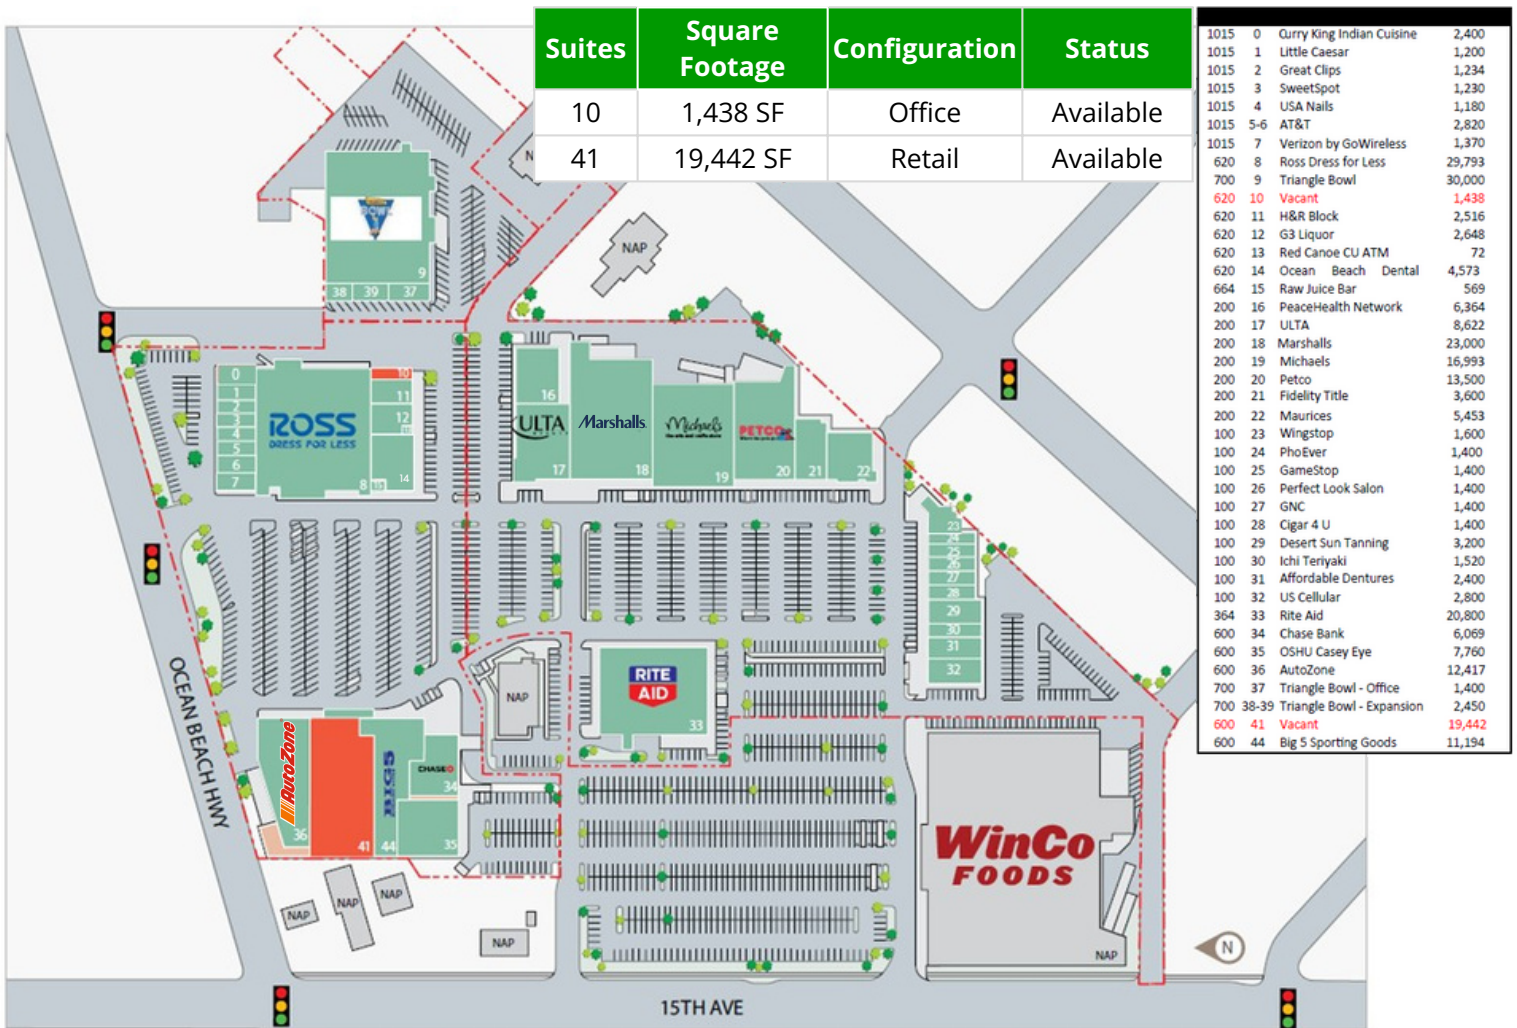 Suites Square Footage Configuration Status
10 1,438 SF Office Available
41 19,442 SF Retail Available
1015 0 Curry King Indian Cuisine 2,400
1015 1 Little Caesar 1,200
1015 2 Great Clips 1,234
1015 3 SweetSpot 1,230
1015 4 USA Nails 1,180
1015 5-6 AT&T 2,820
1015 7 Verizon by GoWireless 1,370
620 8 Ross Dress for Less 29,793
700 9 Triangle Bowl 30,000
620 10 Vacant 1,438
620 11 H&R Block 2,516
620 12 G3 Liquor 2,648
620 13 Red Canoe CU ATM 72
620 14 Ocean Beach Dental 4,573
664 15 Raw Juice Bar 569
200 16 PeaceHealth Network 6,364
200 17 ULTA 8,622
200 18 Marshalls 23,000
200 19 Michaels 16,993
200 20 Petco 13,500
200 21 Fidelity Title 3,600
200 22 Maurices 5,453
100 23 Wingstop 1,600
100 24 PhoEver 1,400
100 25 GameStop 1,400
100 26 Perfect Look Salon 1,400
100 27 GNC 1,400
100 28 Cigar 4 U 1,400
100 29 Desert Sun Tanning 3,200
100 30 Ichi Teriyaki 1,520
100 31 Affordable Dentures 2,400
100 32 US Cellular 2,800
364 33 Rite Aid 20,800
600 34 Chase Bank 6,069
600 35 OSHU Casey Eye 7,760
600 36 AutoZone 12,417
700 37 Triangle Bowl - Office 1,400
700 38-39 Triangle Bowl - Expansion 2,450
600 41 Vacant 19,442
600 44 Big 5 Sporting Goods 11,194
N
BOWL
9
38 39 37
NAP
0
1
2
3
4
5
6
7
ROSS
DRESS FOR LESS
8
10
11
12
15
14
16
ULTA
17
Marshalls
18
Michaels
19
PETCO
20
21
22
23
24
25
26
27
28
29
30
31
32
NAP
RITE
AID
33
OCEAN BEACH HWY
AutoZone
36
41
BIG 5
44
CHASE
34
35
NAP
NAP
NAP
NAP
WinCo
FOODS
NAP
N
15TH AVE